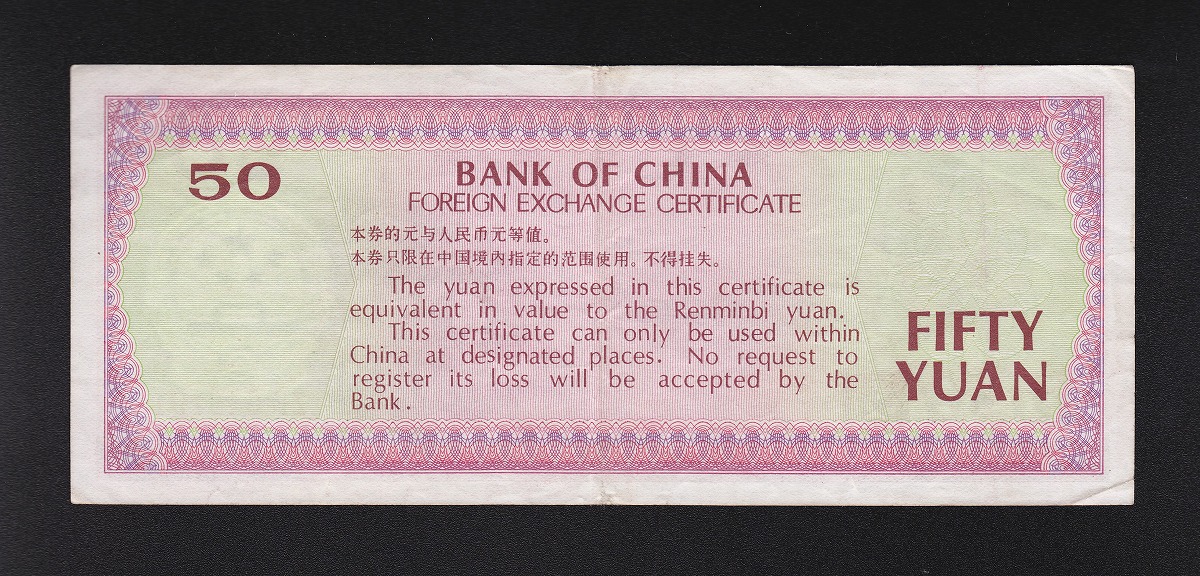 50
BANK OF CHINA
FOREIGN EXCHANGE CERTIFICATE
本券的元与人民币元等值。
本券只限在中国境内指定的范围使用。不得挂失。
The yuan expressed in this certificate is
equivalent in value to the Renminbi yuan.
This certificate can only be used within
China at designated places. No request to
register its loss will be accepted by the
Bank.
FIFTY
YUAN